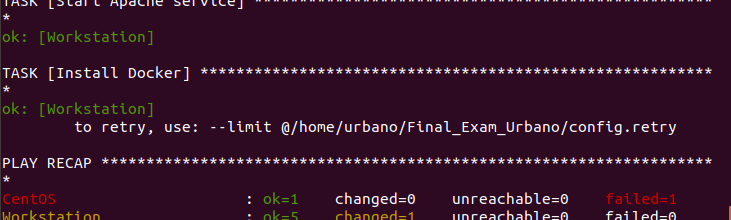 TASK [Start Apache service] ***************************************************
*
ok: [Workstation]
TASK [Install Docker] *********************************************************
*
ok: [Workstation]
to retry, use: --limit @/home/urbano/Final_Exam_Urbano/config.retry
PLAY RECAP ********************************************************************
*
CentOS : ok=1 changed=0 unreachable=0 failed=1
Workstation : ok=5 changed=1 unreachable=0 failed=0